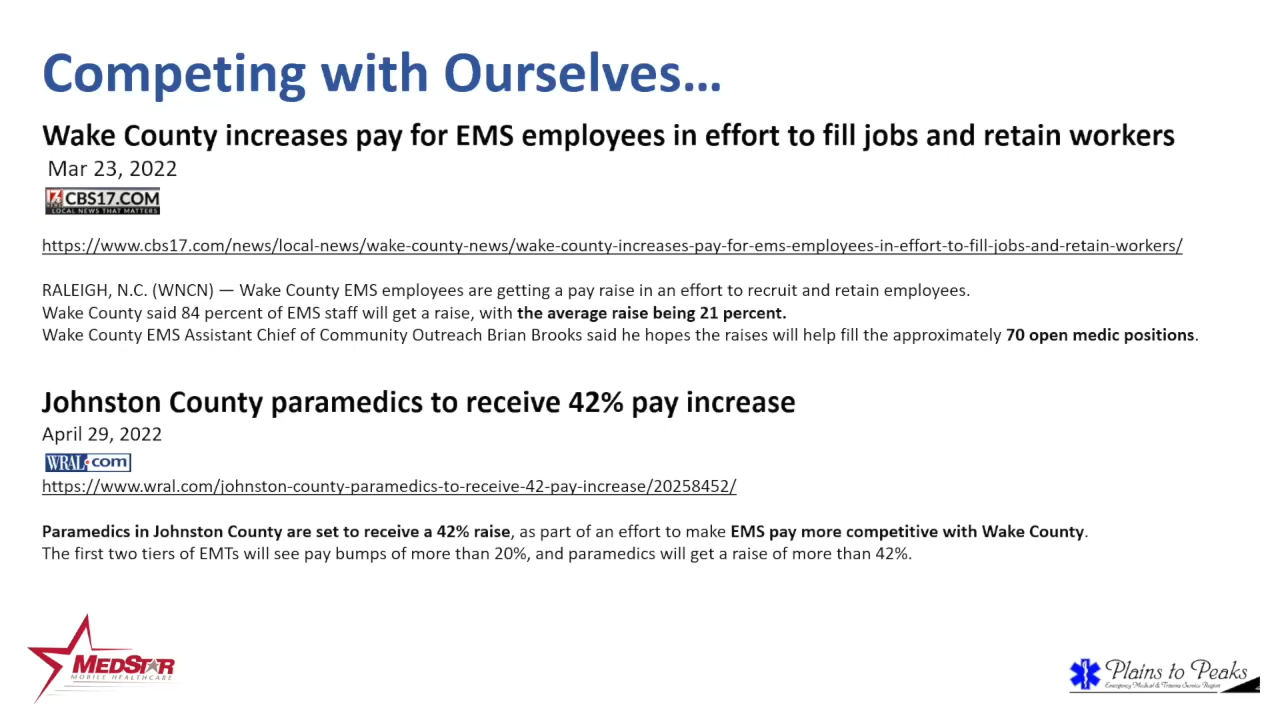 Competing with Ourselves...
Wake County increases pay for EMS employees in effort to fill jobs and retain workers
Mar 23, 2022
CBS17.COM
LOCAL NEWS THAT MATTERS
https://www.cbs17.com/news/local-news/wake-county-news/wake-county-increases-pay-for-ems-employees-in-effort-to-fill-jobs-and-retain-workers/
RALEIGH, N.C. (WNCN) — Wake County EMS employees are getting a pay raise in an effort to recruit and retain employees.
Wake County said 84 percent of EMS staff will get a raise, with the average raise being 21 percent.
Wake County EMS Assistant Chief of Community Outreach Brian Brooks said he hopes the raises will help fill the approximately 70 open medic positions.
Johnston County paramedics to receive 42% pay increase
April 29, 2022
WRAL.com
https://www.wral.com/johnston-county-paramedics-to-receive-42-pay-increase/20258452/
Paramedics in Johnston County are set to receive a 42% raise, as part of an effort to make EMS pay more competitive with Wake County.
The first two tiers of EMTs will see pay bumps of more than 20%, and paramedics will get a raise of more than 42%.
MEDSTAR
MOBILE HEALTHCARE
Plains to Peaks
Emergency Medical & Trauma Service Region